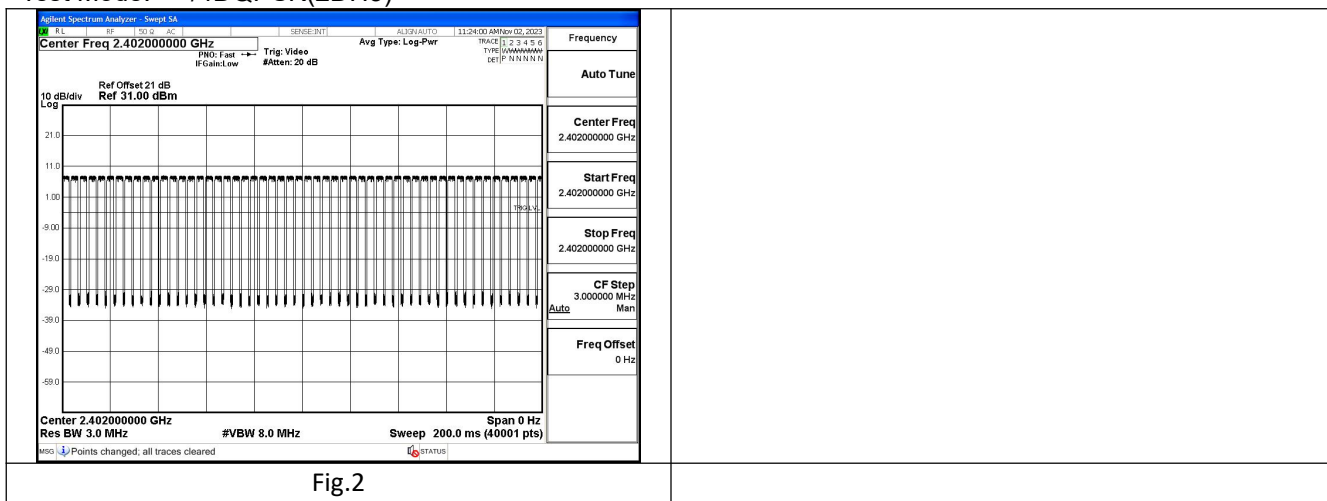 Agilent Spectrum Analyzer - Swept SA
LXI RL RF 50 Ω AC SENSE:INT ALIGN AUTO 11:24:00 AM Nov 02, 2023
Center Freq 2.402000000 GHz
PNO: Fast
IFGain:Low
Trig: Video
#Atten: 20 dB
Avg Type: Log-Pwr
TRACE 1 2 3 4 5 6
TYPE
DET P N N N N N
Ref Offset 21 dB
10 dB/div Ref 31.00 dBm
Log
21.0
11.0
1.00
TRIG LVL
-9.00
-19.0
-29.0
-39.0
-49.0
-59.0
Center 2.402000000 GHz Span 0 Hz
Res BW 3.0 MHz #VBW 8.0 MHz Sweep 200.0 ms (40001 pts)
MSG Points changed; all traces cleared STATUS
Frequency
Auto Tune
Center Freq
2.402000000 GHz
Start Freq
2.402000000 GHz
Stop Freq
2.402000000 GHz
CF Step
3.000000 MHz
Auto Man
Freq Offset
0 Hz
Fig.2